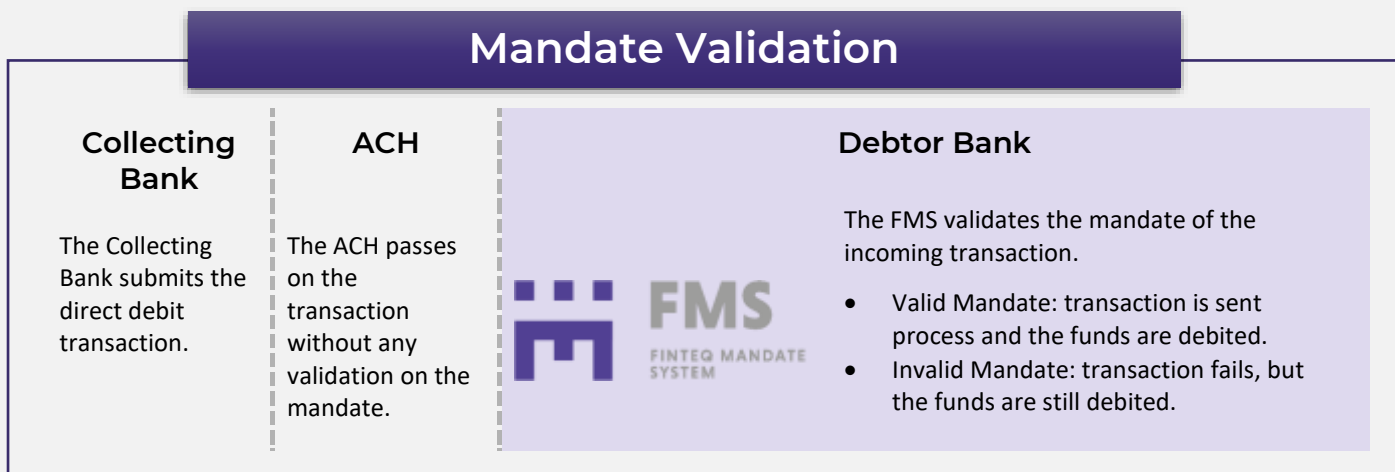 Mandate Validation
Collecting
Bank
The Collecting
Bank submits the
direct debit
transaction.
ACH
The ACH passes
on the
transaction
without any
validation on the
mandate.
Debtor Bank
FMS
FINTEQ MANDATE
SYSTEM
The FMS validates the mandate of the
incoming transaction.
• Valid Mandate: transaction is sent
process and the funds are debited.
• Invalid Mandate: transaction fails, but
the funds are still debited.